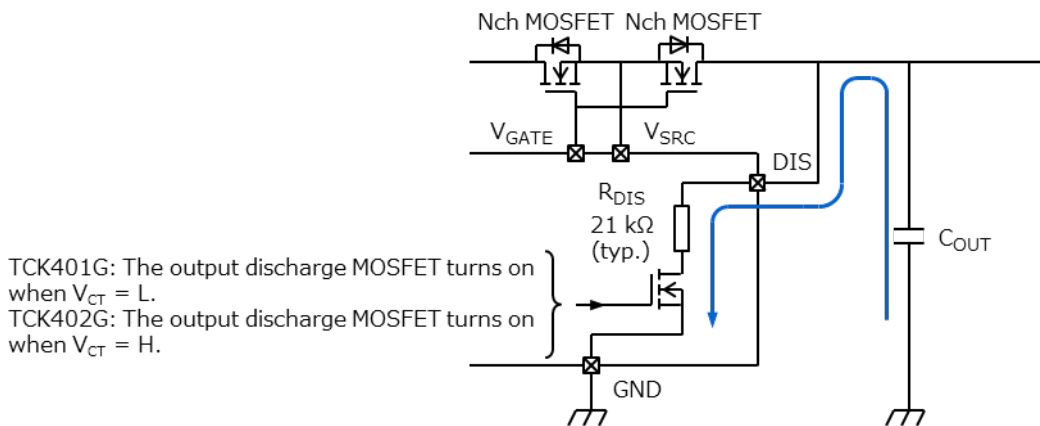 Nch MOSFET Nch MOSFET
VGATE
VSRC
DIS
RDIS
21 kΩ
(typ.)
COUT
TCK401G: The output discharge MOSFET turns on
when VCT = L.
TCK402G: The output discharge MOSFET turns on
when VCT = H.
GND